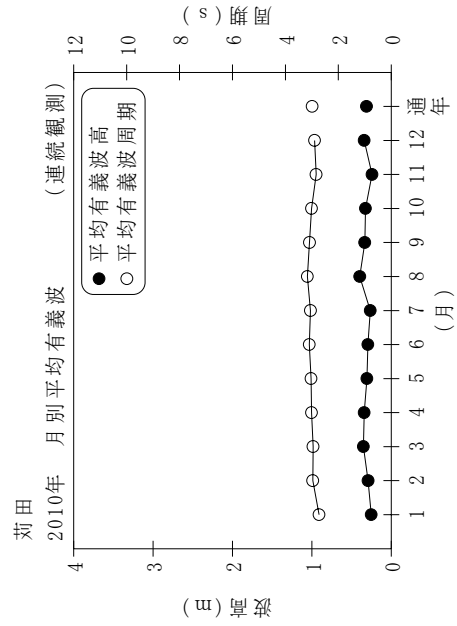 苅田
2010年 月別平均有義波 (連続観測)
● 平均有義波高
○ 平均有義波周期
波高(m)
4
3
2
1
0
周期(s)
12
10
8
6
4
2
0
1 2 3 4 5 6 7 8 9 10 11 12 通年
(月)